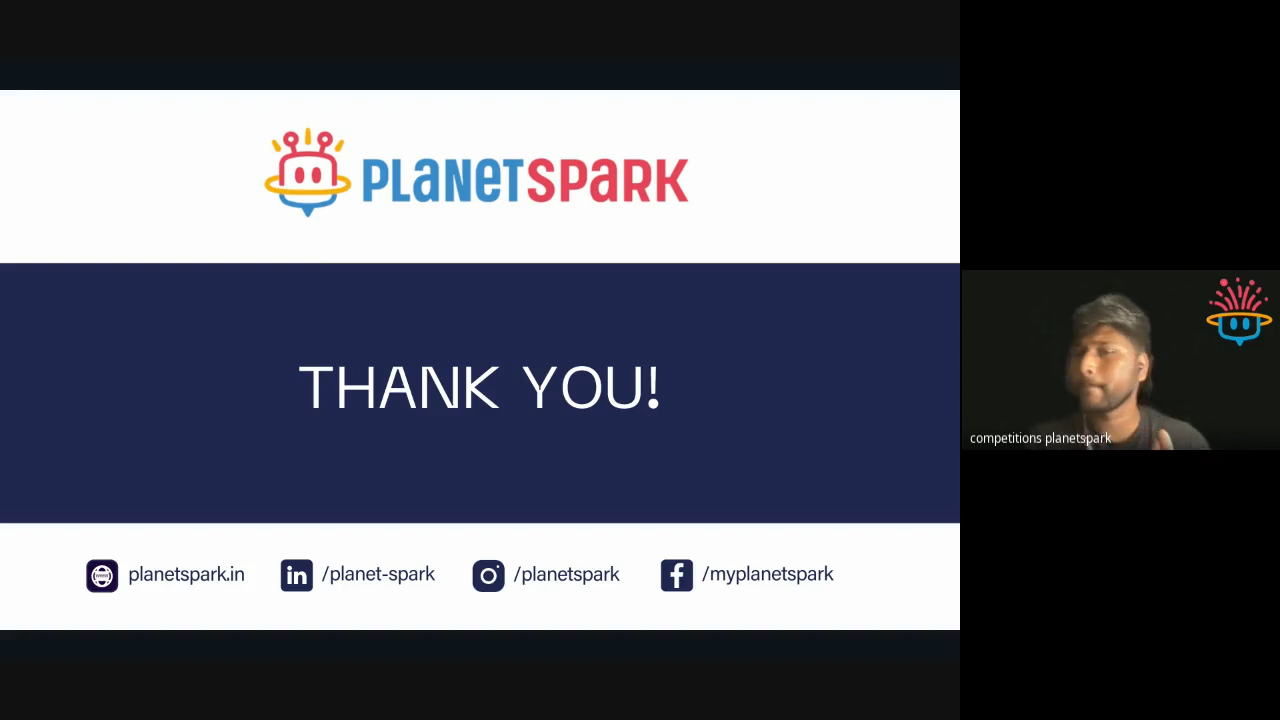 PLANETSPARK
THANK YOU!
planetspark.in
/planet-spark
/planetspark
/myplanetspark
competitions planetspark